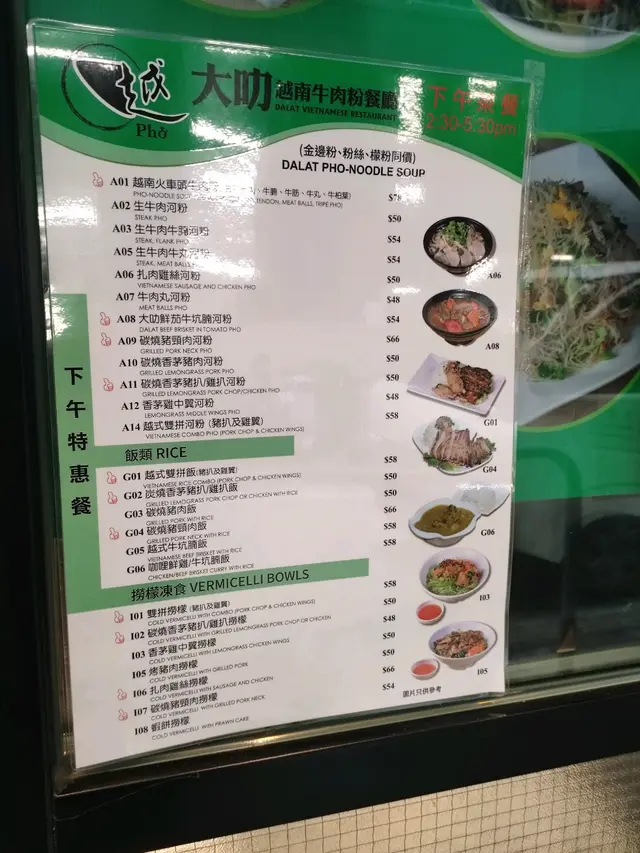 越
Phở
大叻越南牛肉粉餐廳
DALAT VIETNAMESE RESTAURANT
下午
2:30-5:30pm
(金邊粉、粉絲、檬粉同價)
DALAT PHO-NOODLE SOUP
A01 越南火車頭牛、牛筋、牛丸、牛柏葉)
PHO-NOODLE TENDON, MEAT BALLS, TRIPE PHO)
A02 生牛肉河粉 $50
STEAK PHO
A03 生牛肉牛𦟌河粉 $54
STEAK, FLANK PHO
A05 生牛肉牛丸河粉 $54
STEAK, MEAT BALLS
A06 扎肉雞絲河粉 $50
VIETNAMESE SAUSAGE AND CHICKEN PHO
A07 牛肉丸河粉 $48
MEAT BALLS PHO
A08 大叻鮮茄牛坑腩河粉 $54
DALAT BEEF BRISKET IN TOMATO PHO
A09 碳燒豬頸肉河粉 $66
GRILLED PORK NECK PHO
A10 碳燒香茅豬肉河粉 $50
GRILLED LEMONGRASS PORK PHO
A11 碳燒香茅豬扒/雞扒河粉 $50
GRILLED LEMONGRASS PORK CHOP/CHICKEN PHO
A12 香茅雞中翼河粉 $48
LEMONGRASS MIDDLE WINGS PHO
A14 越式雙拼河粉 (豬扒及雞翼) $58
VIETNAMESE COMBO PHO (PORK CHOP & CHICKEN WINGS)
下午特惠餐
飯類 RICE
G01 越式雙拼飯(豬扒及雞翼) $58
VIETNAMESE RICE COMBO (PORK CHOP & CHICKEN WINGS)
G02 炭燒香茅豬扒/雞扒飯 $50
GRILLED LEMONGRASS PORK CHOP OR CHICKEN WITH RICE
G03 碳燒豬肉飯 $50
GRILLED PORK WITH RICE
G04 碳燒豬頸肉飯 $66
GRILLED PORK NECK WITH RICE
G05 越式牛坑腩飯 $58
VIETNAMESE BEEF BRISKET WITH RICE
G06 咖喱鮮雞/牛坑腩飯 $58
CHICKEN/BEEF BRISKET CURRY WITH RICE
撈檬凍食 VERMICELLI BOWLS
I01 雙拼撈檬 (豬扒及雞翼) $58
COLD VERMICELLI WITH COMBO (PORK CHOP & CHICKEN WINGS)
I02 碳燒香茅豬扒/雞扒撈檬 $50
COLD VERMICELLI WITH GRILLED LEMONGRASS PORK CHOP OR CHICKEN
I03 香茅雞中翼撈檬 $48
COLD VERMICELLI WITH LEMONGRASS CHICKEN WINGS
I05 烤豬肉撈檬 $50
COLD VERMICELLI WITH GRILLED PORK
I06 扎肉雞絲撈檬 $50
COLD VERMICELLI WITH SAUSAGE AND CHICKEN
I07 碳燒豬頸肉撈檬 $66
COLD VERMICELLI WITH GRILLED PORK NECK
I08 蝦餅撈檬 $54
COLD VERMICELLI WITH PRAWN CAKE
A06
A08
G01
G04
G06
I03
I05
圖片只供參考